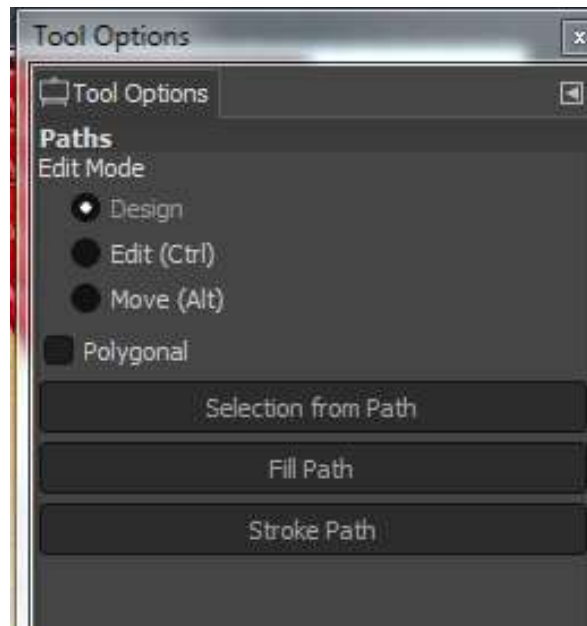 Tool Options
Tool Options
Paths
Edit Mode
Design
Edit (Ctrl)
Move (Alt)
Polygonal
Selection from Path
Fill Path
Stroke Path